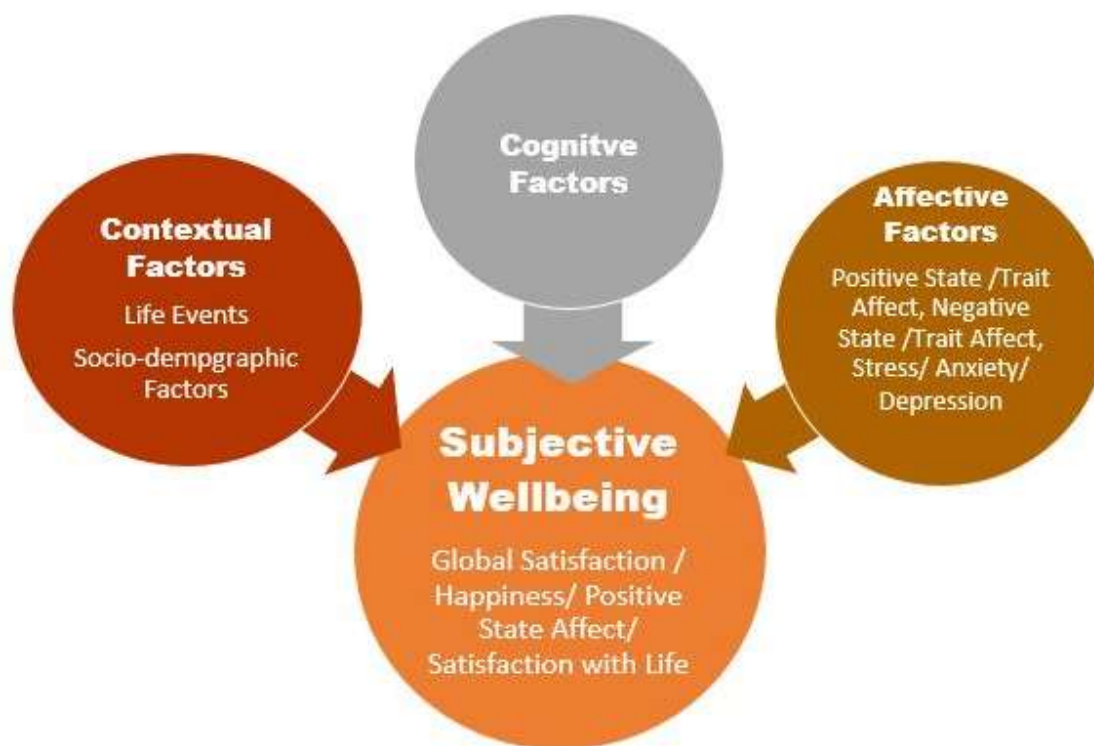 Cognitve
Factors
Contextual
Factors
Life Events
Socio-dempgraphic
Factors
Affective
Factors
Positive State /Trait
Affect, Negative
State /Trait Affect,
Stress/ Anxiety/
Depression
Subjective
Wellbeing
Global Satisfaction /
Happiness/ Positive
State Affect/
Satisfaction with Life